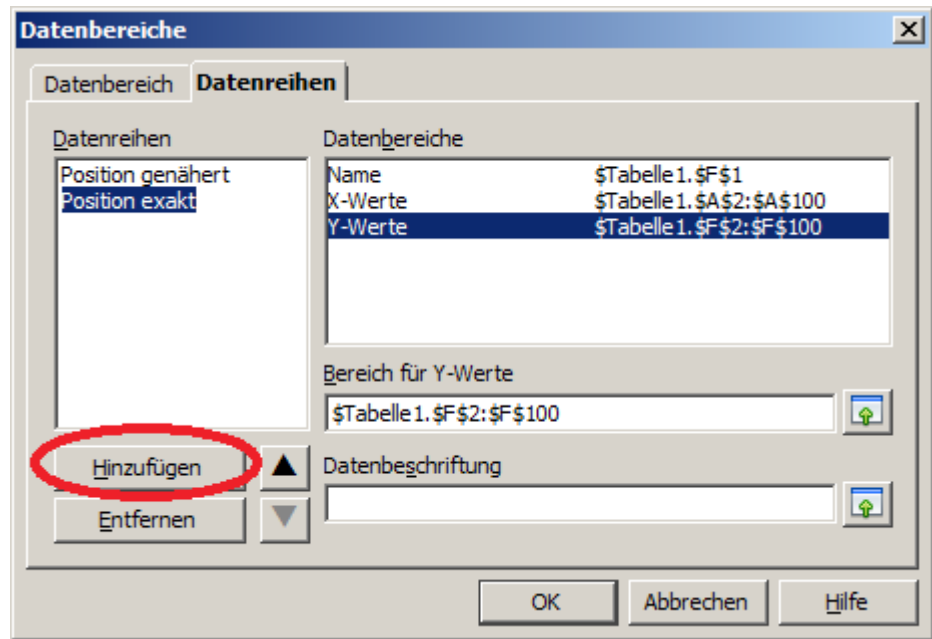 Datenbereiche
Datenbereich Datenreihen
Datenreihen
Position genähert
Position exakt
Datenbereiche
Name $Tabelle1.$F$1
X-Werte $Tabelle1.$A$2:$A$100
Y-Werte $Tabelle1.$F$2:$F$100
Bereich für Y-Werte
$Tabelle1.$F$2:$F$100
Hinzufügen
Datenbeschriftung
Entfernen
OK Abbrechen Hilfe